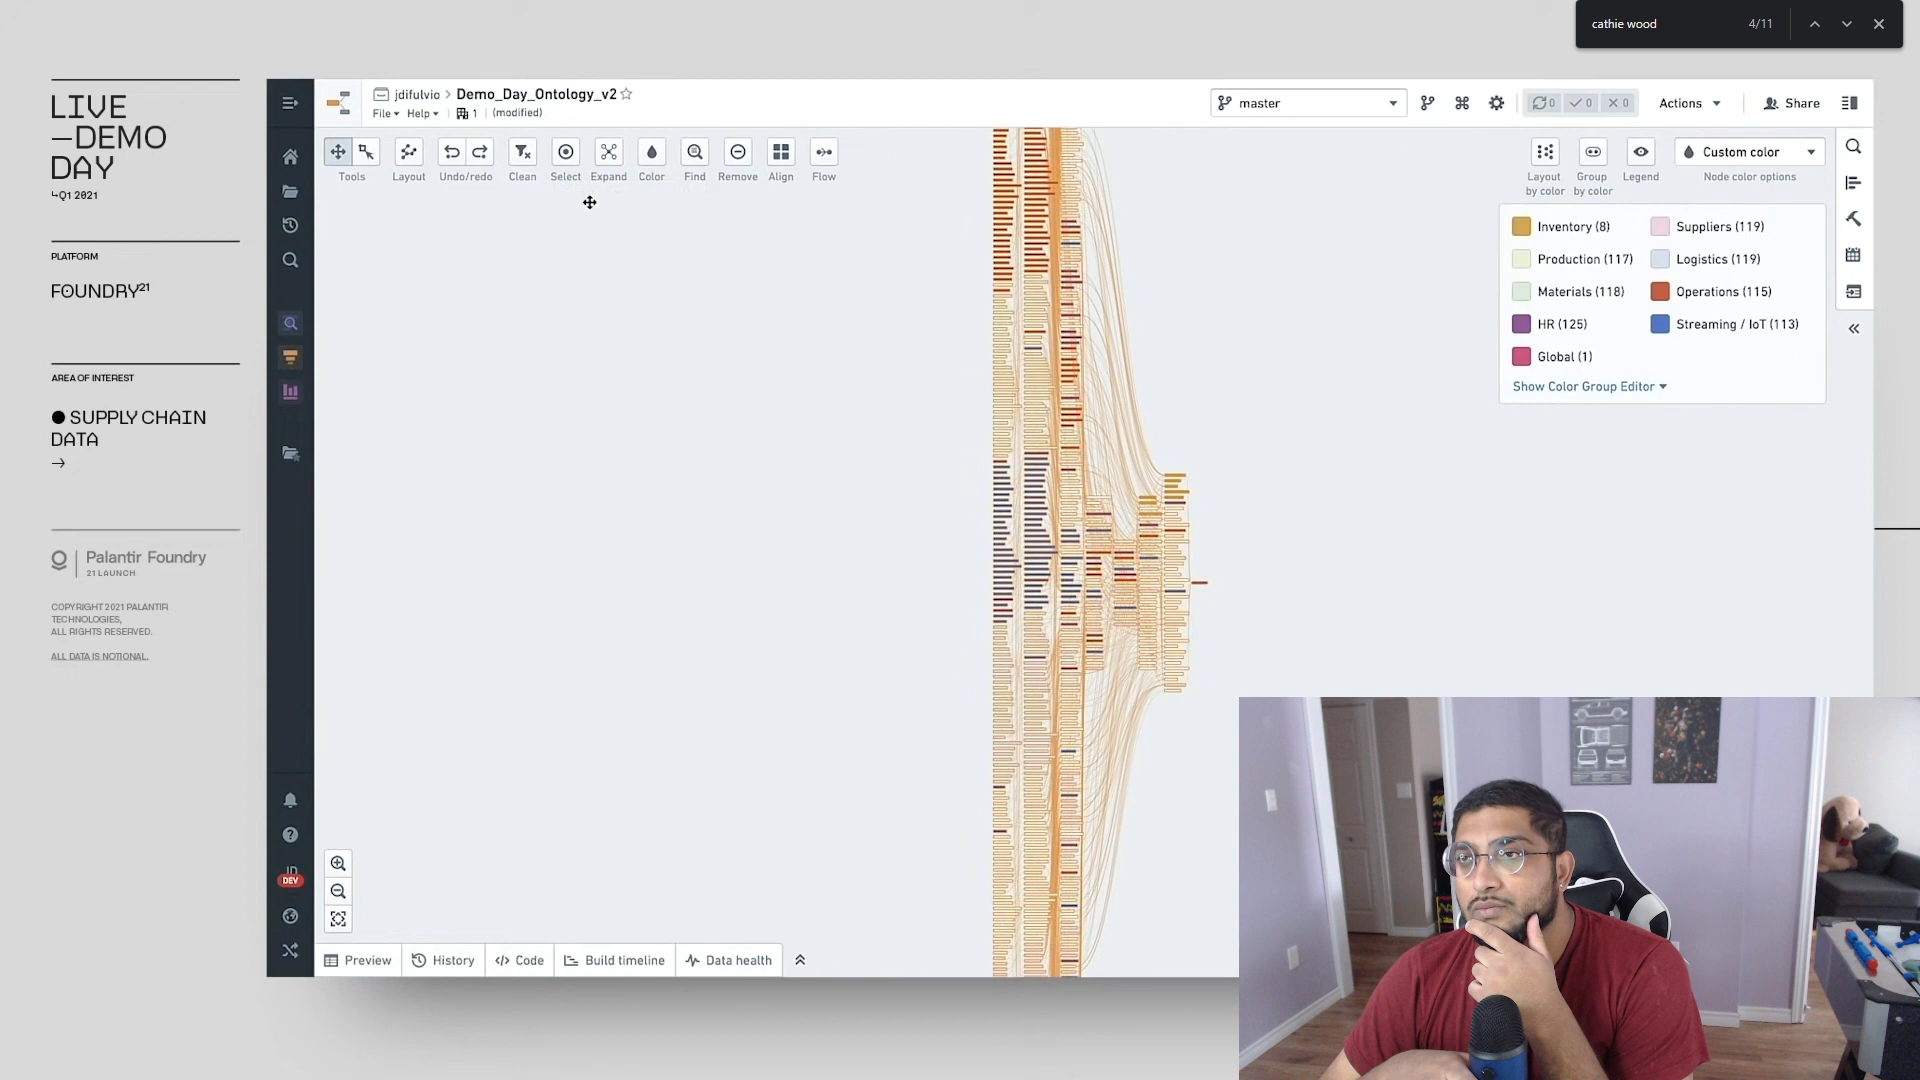 cathie wood 4/11
LIVE
—DEMO
DAY
↳Q1 2021
PLATFORM
FOUNDRY21
AREA OF INTEREST
● SUPPLY CHAIN
DATA
→
Palantir Foundry
21 LAUNCH
COPYRIGHT 2021 PALANTIR
TECHNOLOGIES,
ALL RIGHTS RESERVED.
ALL DATA IS NOTIONAL.
jdifulvio > Demo_Day_Ontology_v2
File Help 1 (modified)
master
0 0 0
Actions
Share
Tools Layout Undo/redo Clean Select Expand Color Find Remove Align Flow
Custom color
Layout by color
Group by color
Legend
Node color options
Inventory (8) Suppliers (119)
Production (117) Logistics (119)
Materials (118) Operations (115)
HR (125) Streaming / IoT (113)
Global (1)
Show Color Group Editor
DEV
Preview History Code Build timeline Data health